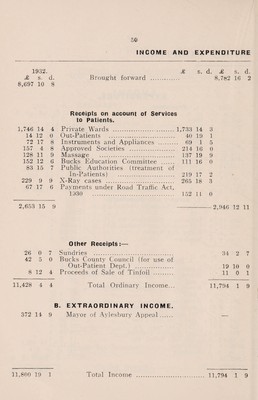 59
INCOME AND EXPENDITURE
1932.
£ s. d. Brought forward ............ £ s. d. £ s. d.
8,697 10 8 8,782 16 2
Receipts on account of Services
to Patients.
1,746 14 4 Private Wards ........................ 1,733 14 3
14 12 0 Out-Patients ........................ 40 19 1
72 17 8 Instruments and Appliances ........ 69 1 5
157 4 8 Approved Societies .................. 214 16 0
128 11 9 Massage ............................ 137 19 9
152 12 6 Bucks Education Committee ...... 111 16 0
83 15 7 Public Authorities (treatment of
In-Patients) 219 17 2
229 9 9 X-Ray cases ........................ 265 18 3
67 17 6 Payments under Road Traffic Act,
1930 ............................ 152 11 0
2,653 15 9 2,946 12 11
Other Receipts:—
26 0 7 Sundries ............................ 34 2 7
42 5 0 Bucks County Council (for use of
Out-Patient Dept.) .............. 19 10 0
8 12 4 Proceeds of Sale of Tinfoil ........ 11 0 1
11,428 4 4 Total Ordinary Income... 11,794 1 9
B. EXTRAORDINARY INCOME.
372 14 9 Mayor of Aylesbury Appeal ...... —
11,800 19 1 Total Income ........................ 11,794 1 9